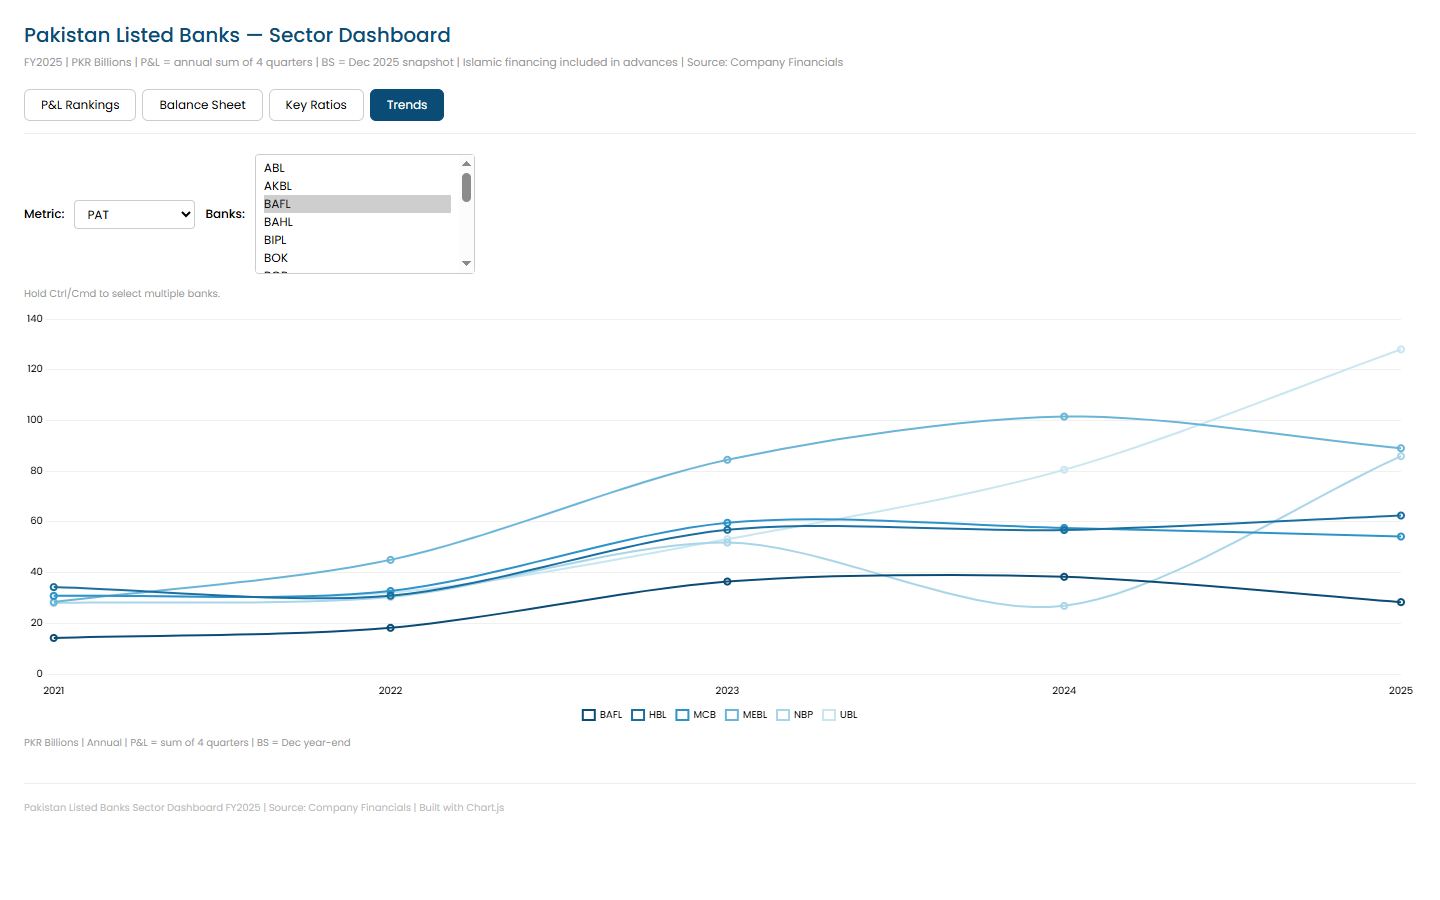 Pakistan Listed Banks — Sector Dashboard
FY2025 | PKR Billions | P&L = annual sum of 4 quarters | BS = Dec 2025 snapshot | Islamic financing included in advances | Source: Company Financials
P&L Rankings Balance Sheet Key Ratios Trends
Metric: PAT Banks:
ABL
AKBL
BAFL
BAHL
BIPL
BOK
Hold Ctrl/Cmd to select multiple banks.
140
120
100
80
60
40
20
0
2021 2022 2023 2024 2025
BAFL HBL MCB MEBL NBP UBL
PKR Billions | Annual | P&L = sum of 4 quarters | BS = Dec year-end
Pakistan Listed Banks Sector Dashboard FY2025 | Source: Company Financials | Built with Chart.js